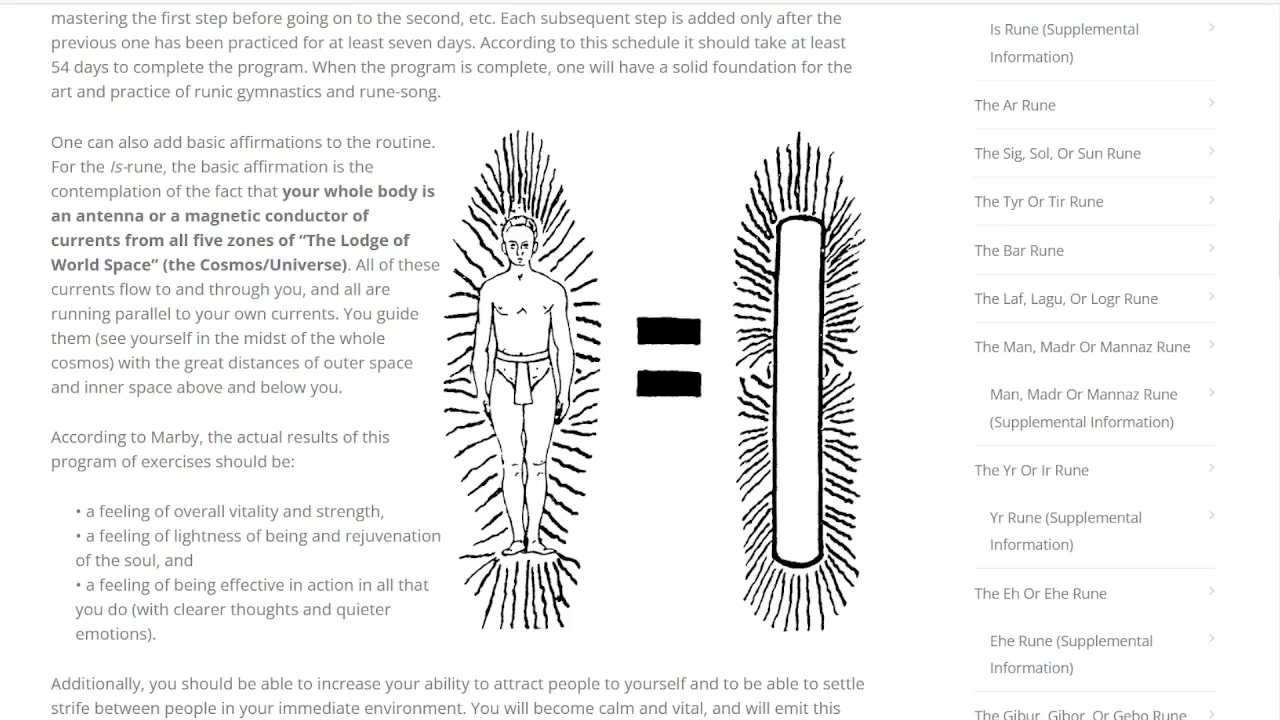 mastering the first step before going on to the second, etc. Each subsequent step is added only after the
previous one has been practiced for at least seven days. According to this schedule it should take at least
54 days to complete the program. When the program is complete, one will have a solid foundation for the
art and practice of runic gymnastics and rune-song.
One can also add basic affirmations to the routine.
For the Is-rune, the basic affirmation is the
contemplation of the fact that your whole body is
an antenna or a magnetic conductor of
currents from all five zones of “The Lodge of
World Space” (the Cosmos/Universe). All of these
currents flow to and through you, and all are
running parallel to your own currents. You guide
them (see yourself in the midst of the whole
cosmos) with the great distances of outer space
and inner space above and below you.
According to Marby, the actual results of this
program of exercises should be:
• a feeling of overall vitality and strength,
• a feeling of lightness of being and rejuvenation
of the soul, and
• a feeling of being effective in action in all that
you do (with clearer thoughts and quieter
emotions).
Additionally, you should be able to increase your ability to attract people to yourself and to be able to settle
strife between people in your immediate environment. You will become calm and vital, and will emit this
Is Rune (Supplemental
Information)
The Ar Rune
The Sig, Sol, Or Sun Rune
The Tyr Or Tir Rune
The Bar Rune
The Laf, Lagu, Or Logr Rune
The Man, Madr Or Mannaz Rune
Man, Madr Or Mannaz Rune
(Supplemental Information)
The Yr Or Ir Rune
Yr Rune (Supplemental
Information)
The Eh Or Ehe Rune
Ehe Rune (Supplemental
Information)
The Gibur, Gibor, Or Gebo Rune